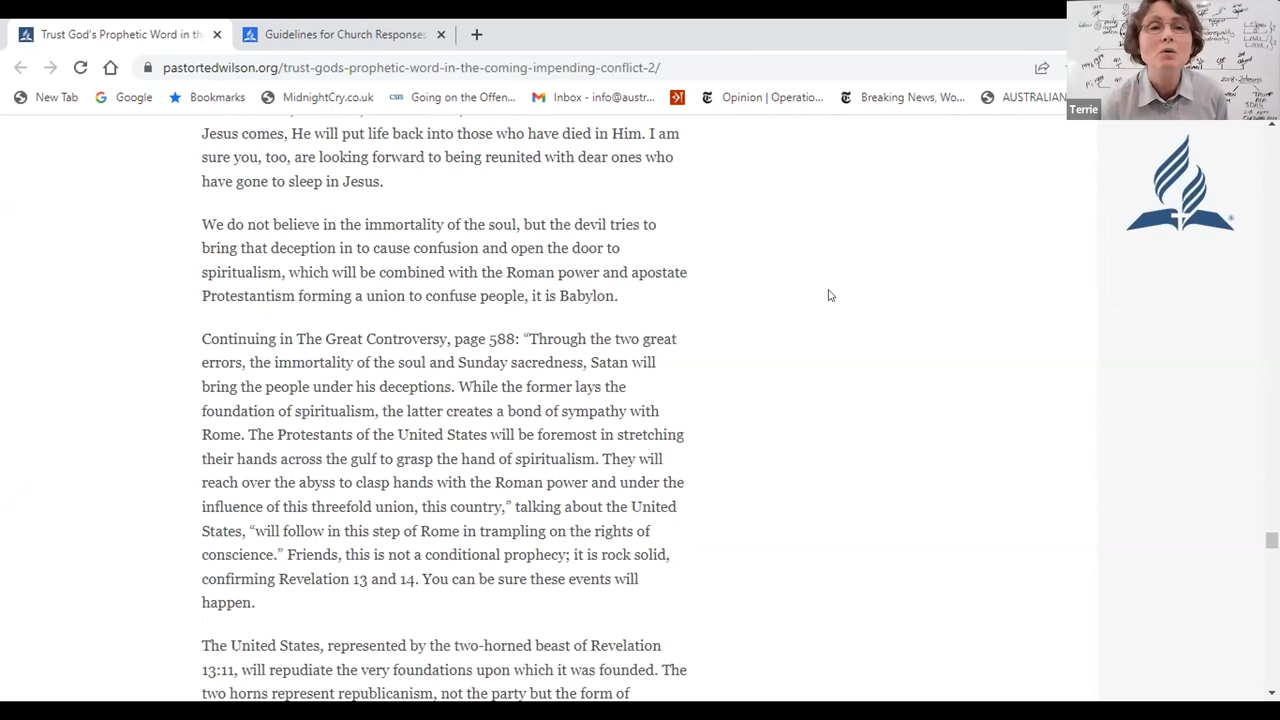 Trust God's Prophetic Word in th
Guidelines for Church Responses
pastortedwilson.org/trust-gods-prophetic-word-in-the-coming-impending-conflict-2/
New Tab
Google
Bookmarks
MidnightCry.co.uk
CSIS
Going on the Offen...
Inbox - info@austr...
Opinion | Operatio...
Breaking News, Wo...
AUSTRALIAN
Terrie
Jesus comes, He will put life back into those who have died in Him. I am
sure you, too, are looking forward to being reunited with dear ones who
have gone to sleep in Jesus.
We do not believe in the immortality of the soul, but the devil tries to
bring that deception in to cause confusion and open the door to
spiritualism, which will be combined with the Roman power and apostate
Protestantism forming a union to confuse people, it is Babylon.
Continuing in The Great Controversy, page 588: “Through the two great
errors, the immortality of the soul and Sunday sacredness, Satan will
bring the people under his deceptions. While the former lays the
foundation of spiritualism, the latter creates a bond of sympathy with
Rome. The Protestants of the United States will be foremost in stretching
their hands across the gulf to grasp the hand of spiritualism. They will
reach over the abyss to clasp hands with the Roman power and under the
influence of this threefold union, this country,” talking about the United
States, “will follow in this step of Rome in trampling on the rights of
conscience.” Friends, this is not a conditional prophecy; it is rock solid,
confirming Revelation 13 and 14. You can be sure these events will
happen.
The United States, represented by the two-horned beast of Revelation
13:11, will repudiate the very foundations upon which it was founded. The
two horns represent republicanism, not the party but the form of